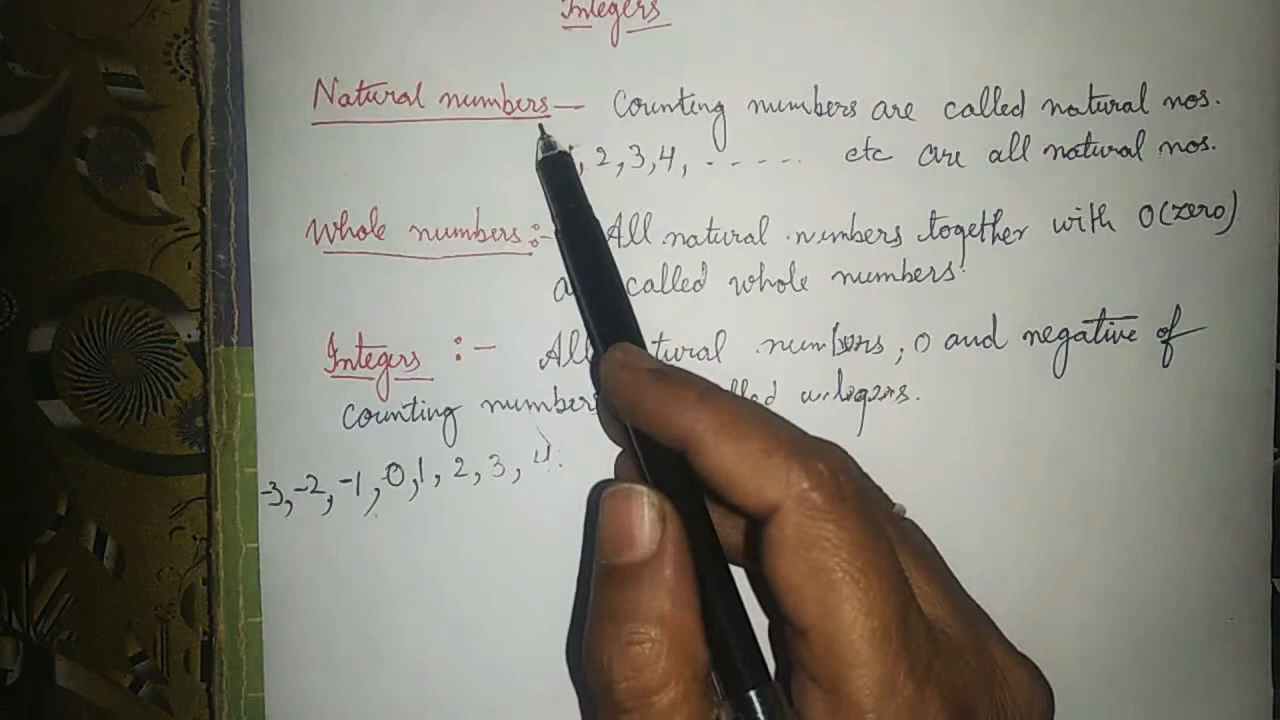 Integers
Natural numbers — Counting numbers are called natural nos.
, 2, 3, 4, ----- etc are all natural nos.
Whole numbers :- All natural numbers together with 0 (zero)
called whole numbers.
Integers :- All numbers, 0 and negative of
counting numbers
-3, -2, -1, -0, 1, 2, 3, 4.